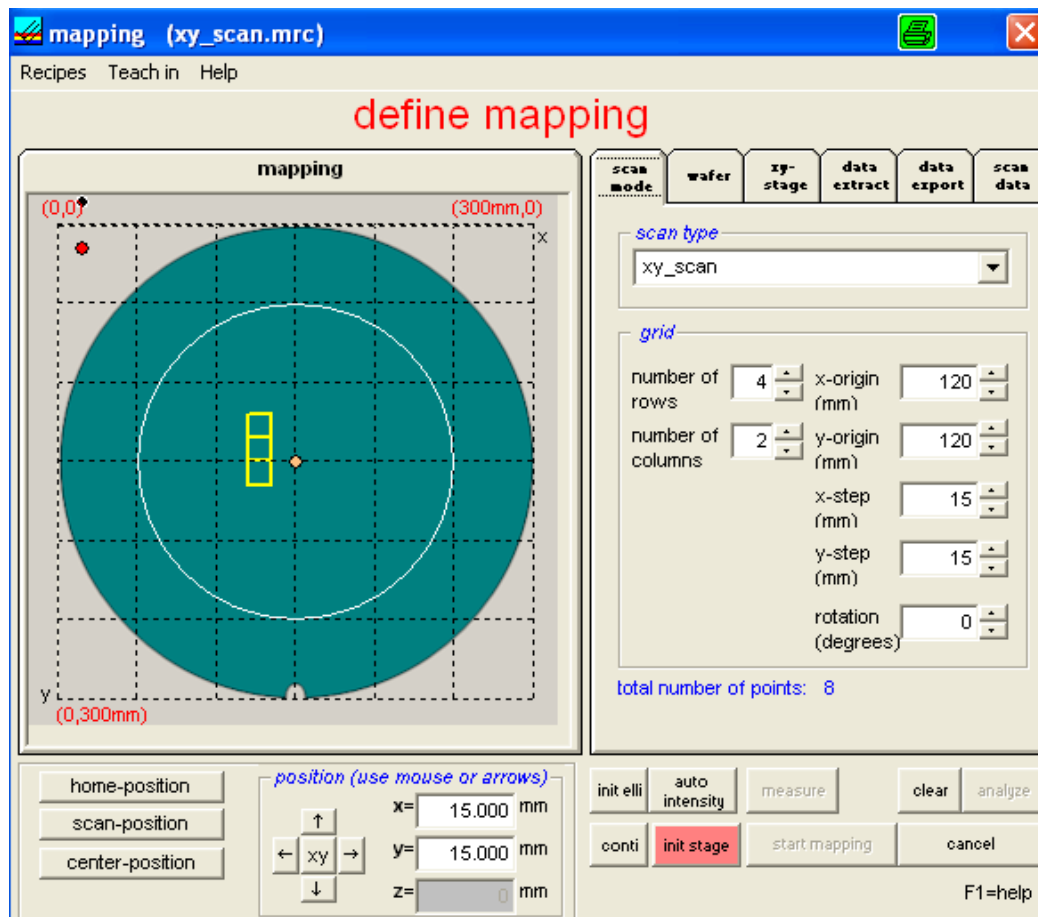 mapping (xy_scan.mrc)
Recipes Teach in Help
define mapping
mapping
(0,0)
(300mm,0)
x
y
(0,300mm)
scan mode
wafer
xy-stage
data extract
data export
scan data
scan type
xy_scan
grid
number of rows
4
x-origin (mm)
120
number of columns
2
y-origin (mm)
120
x-step (mm)
15
y-step (mm)
15
rotation (degrees)
0
total number of points: 8
home-position
scan-position
center-position
position (use mouse or arrows)
xy
x= 15.000 mm
y= 15.000 mm
z= 0 mm
init elli
auto intensity
measure
clear
analyze
conti
init stage
start mapping
cancel
F1=help